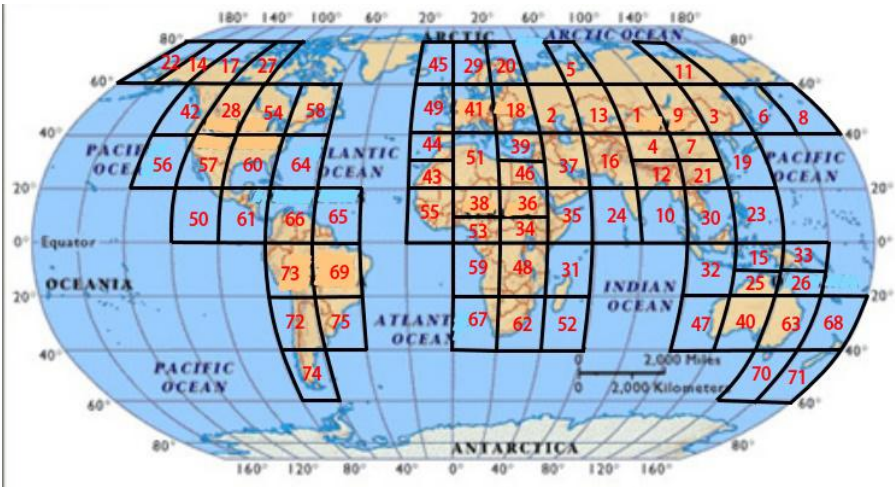 180° 140° 100° 60° 20° 20° 60° 100° 140° 180°
ARCTIC ARCTIC OCEAN
80° 80°
22 14 17 27 45 29 20 5 11
60° 60°
42 28 54 58 49 41 18 2 13 1 9 3 6 8
40° 40°
44 39 4 7
PACIFIC OCEA 56 57 60 64 LANTIC OCEAN 51 37 16 19 PACIFIC OCEAN
43 46 12 21
20° 20°
50 61 66 65 55 38 36 35 24 10 30 23
53 34
0° Equator 0°
73 69 59 48 31 32 15 33
OCEANIA INDIAN OCEAN 25 26
20° 20°
72 75 ATLANT OCEAN 67 62 52 47 40 63 68
40° 40°
0 2,000 Miles
PACIFIC OCEAN 74 70 71
0 2,000 Kilometers
60° 60°
80° 80°
ANTARCTICA
160° 120° 80° 40° 0° 40° 80° 120° 160°